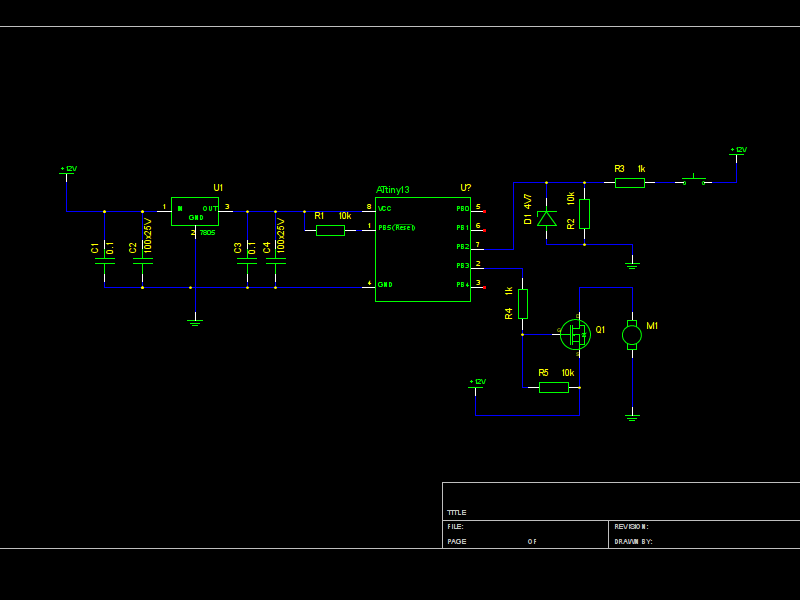 +12V
U1
1
IN
OUT
3
GND
2
7805
C1
0.1
C2
100x25V
C3
0.1
C4
100x25V
R1
10k
ATtiny13
U?
8
VCC
1
PB5(Reset)
4
GND
PB0
5
PB1
6
PB2
7
PB3
2
PB4
3
D1
4V7
R2
10k
R3
1k
+12V
R4
1k
Q1
M1
R5
10k
+12V
TITLE
FILE:
REVISION:
PAGE
OF
DRAWN BY: